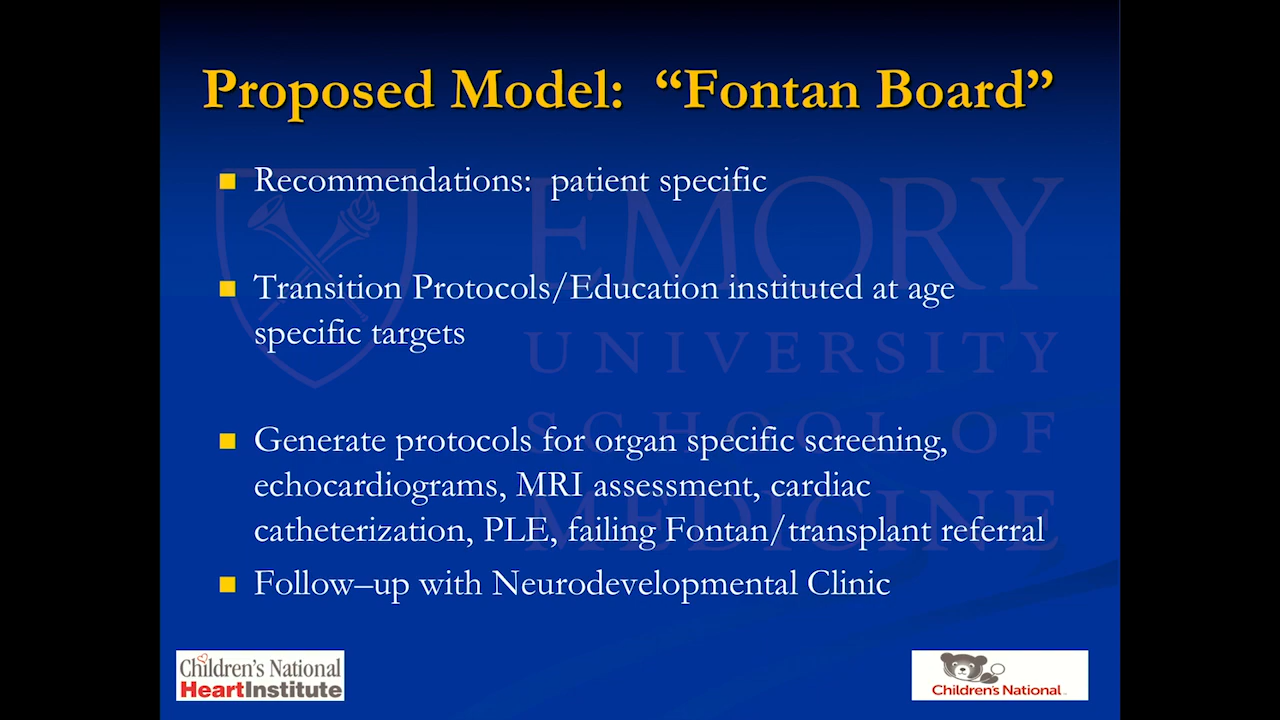 Proposed Model:  “Fontan Board”
Recommendations:  patient specific
Transition Protocols/Education instituted at age
specific targets
Generate protocols for organ specific screening,
echocardiograms, MRI assessment, cardiac
catheterization, PLE, failing Fontan/transplant referral
Follow–up with Neurodevelopmental Clinic
EMORY
UNIVERSITY
SCHOOL OF
MEDICINE
Children's National
HeartInstitute
Children's National